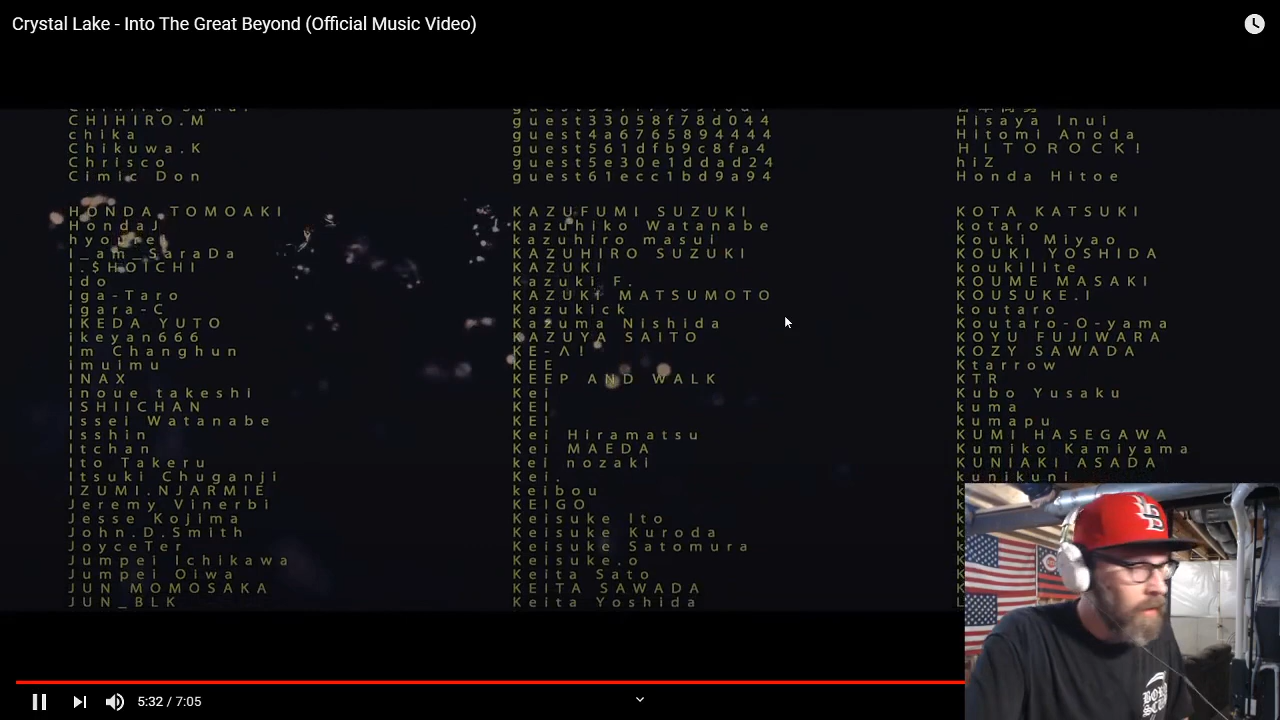 Crystal Lake - Into The Great Beyond (Official Music Video)
CHIHIRO.M
chika
Chikuwa.K
Chrisco
Cimic Don
HONDA TOMOAKI
HondaJ
hyourei
I_am_SaraDa
I.$HOICHI
ido
Iga-Taro
igara-C
IKEDA YUTO
Ikeyan666
Im Changhun
imuimu
INAX
inoue takeshi
ISHIICHAN
Issei Watanabe
Isshin
Itchan
Ito Takeru
Itsuki Chuganji
IZUMI.NJARMIE
Jeremy Vinerbi
Jesse Kojima
John.D.Smith
JoyceTer
Jumpei Ichikawa
Jumpei Oiwa
JUN MOMOSAKA
JUN_BLK
guest33058f78d044
guest4a6765894444
guest561dfb9c8fa4
guest5e30e1ddad24
guest61ecc1bd9a94
KAZUFUMI SUZUKI
Kazuhiko Watanabe
kazuhiro masui
KAZUHIRO SUZUKI
KAZUKI
Kazuki F.
KAZUKI MATSUMOTO
Kazukick
Kazuma Nishida
KAZUYA SAITO
KE-Λ!
KEE
KEEP AND WALK
Kei
KEI
KEI
Kei Hiramatsu
Kei MAEDA
kei nozaki
Kei.
keibou
KEIGO
Keisuke Ito
Keisuke Kuroda
Keisuke Satomura
Keisuke.o
Keita Sato
KEITA SAWADA
Keita Yoshida
Hisaya Inui
Hitomi Anoda
HITOROCK!
hiZ
Honda Hitoe
KOTA KATSUKI
kotaro
Kouki Miyao
KOUKI YOSHIDA
koukilite
KOUME MASAKI
KOUSUKE.I
koutaro
Koutaro-O-yama
KOYU FUJIWARA
KOZY SAWADA
Ktarrow
KTR
Kubo Yusaku
kuma
kumapu
KUMI HASEGAWA
Kumiko Kamiyama
KUNIAKI ASADA
kunikuni
5:32 / 7:05